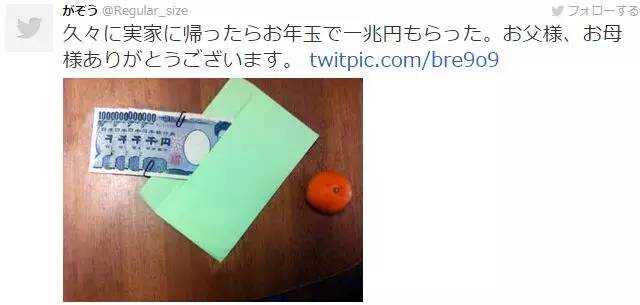 がぞう @Regular_size フォローする
久々に実家に帰ったらお年玉で一兆円もらった。お父様、お母
様ありがとうございます。 twitpic.com/bre9o9
1000000000000
千千千千円